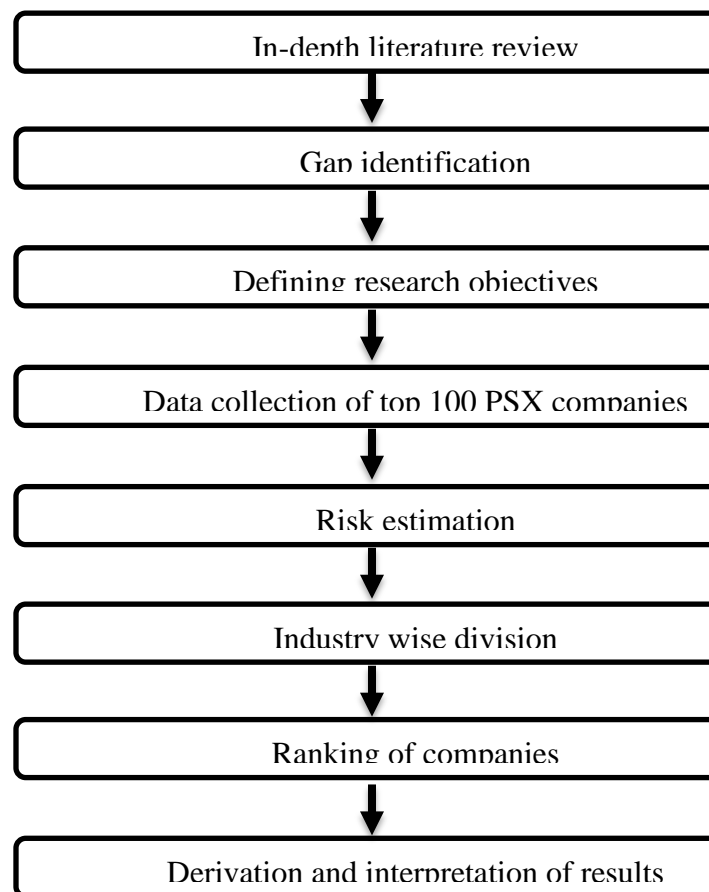 In-depth literature review
Gap identification
Defining research objectives
Data collection of top 100 PSX companies
Risk estimation
Industry wise division
Ranking of companies
Derivation and interpretation of results